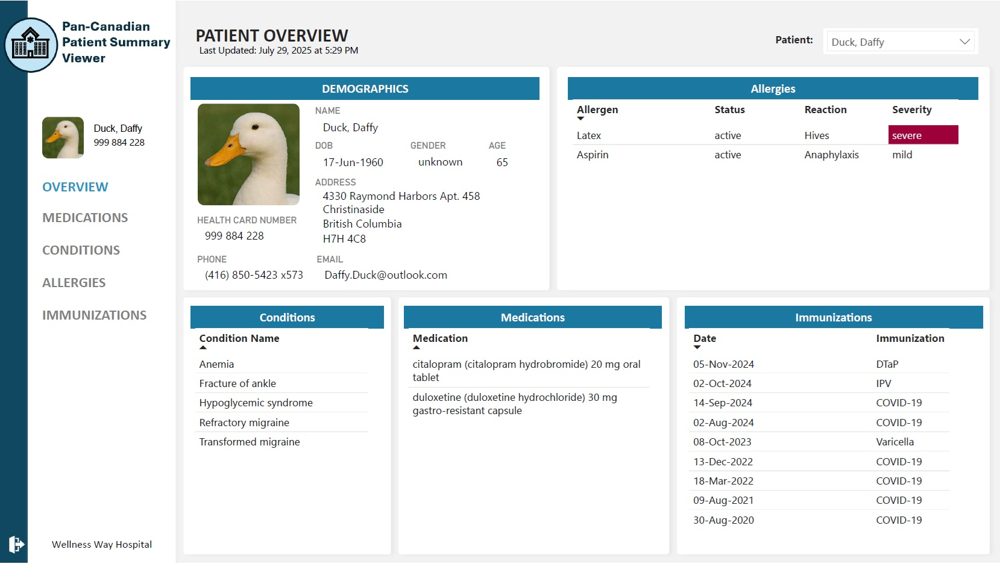 Pan-Canadian
Patient Summary
Viewer
Duck, Daffy
999 884 228
OVERVIEW
MEDICATIONS
CONDITIONS
ALLERGIES
IMMUNIZATIONS
Wellness Way Hospital
PATIENT OVERVIEW
Last Updated: July 29, 2025 at 5:29 PM
Patient: Duck, Daffy
DEMOGRAPHICS
NAME
Duck, Daffy
DOB GENDER AGE
17-Jun-1960 unknown 65
ADDRESS
4330 Raymond Harbors Apt. 458
Christinaside
British Columbia
H7H 4C8
HEALTH CARD NUMBER
999 884 228
PHONE EMAIL
(416) 850-5423 x573 Daffy.Duck@outlook.com
Allergies
Allergen Status Reaction Severity
Latex active Hives severe
Aspirin active Anaphylaxis mild
Conditions
Condition Name
Anemia
Fracture of ankle
Hypoglycemic syndrome
Refractory migraine
Transformed migraine
Medications
Medication
citalopram (citalopram hydrobromide) 20 mg oral
tablet
duloxetine (duloxetine hydrochloride) 30 mg
gastro-resistant capsule
Immunizations
Date Immunization
05-Nov-2024 DTaP
02-Oct-2024 IPV
14-Sep-2024 COVID-19
02-Aug-2024 COVID-19
08-Oct-2023 Varicella
13-Dec-2022 COVID-19
18-Mar-2022 COVID-19
09-Aug-2021 COVID-19
30-Aug-2020 COVID-19